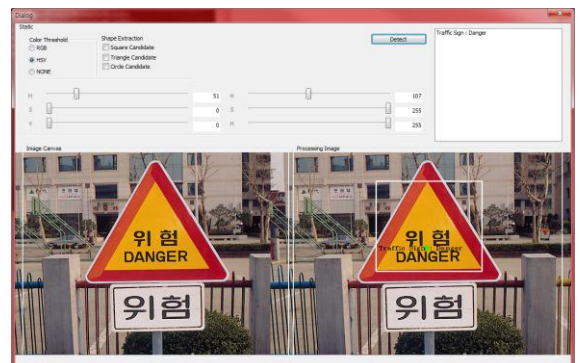 Dialog
Static
Color Threshold
RGB
HSV
NONE
Shape Extraction
Square Candidate
Triangle Candidate
Circle Candidate
Detect
Traffic Sign : Danger
H 51 H 107
S 0 S 255
V 0 H 255
Image Canvas
Processing Image
위험
DANGER
위험
위험
Traffic Sign : Danger
DANGER
위험